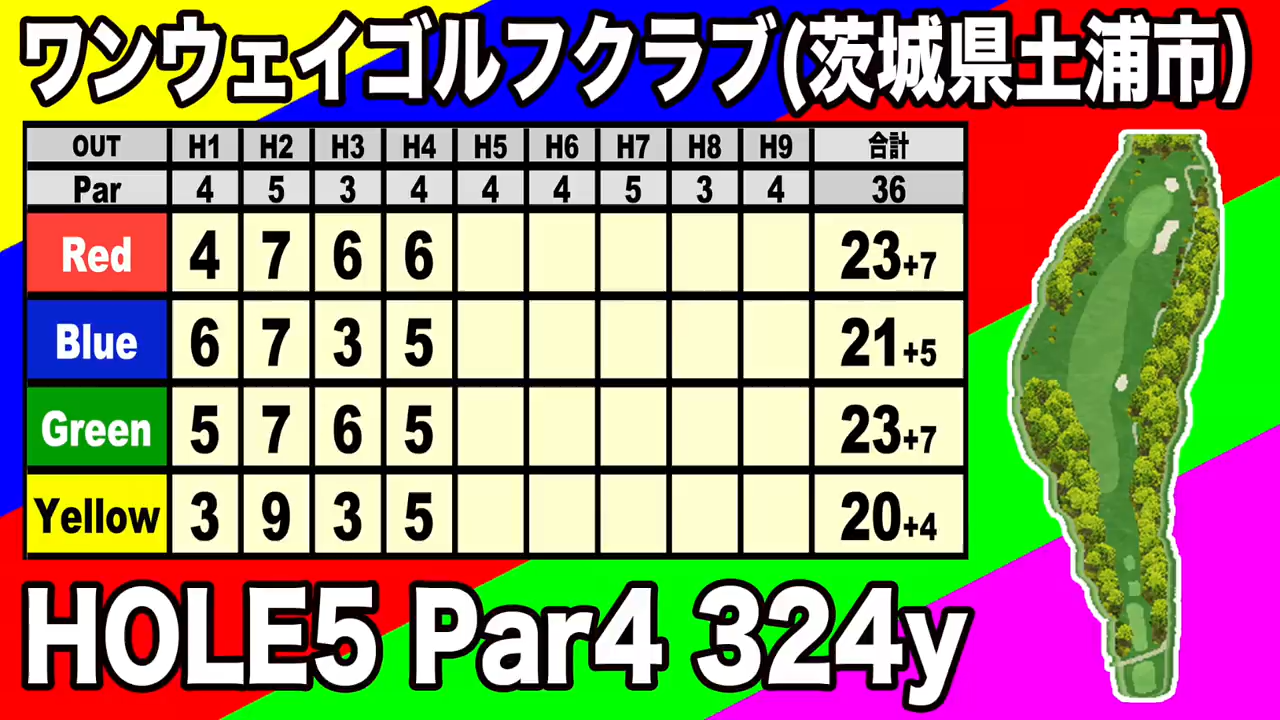 ワンウェイゴルフクラブ(茨城県土浦市)
OUT H1 H2 H3 H4 H5 H6 H7 H8 H9 合計
Par 4 5 3 4 4 4 5 3 4 36
Red 4 7 6 6 23+7
Blue 6 7 3 5 21+5
Green 5 7 6 5 23+7
Yellow 3 9 3 5 20+4
HOLE5 Par4 324y